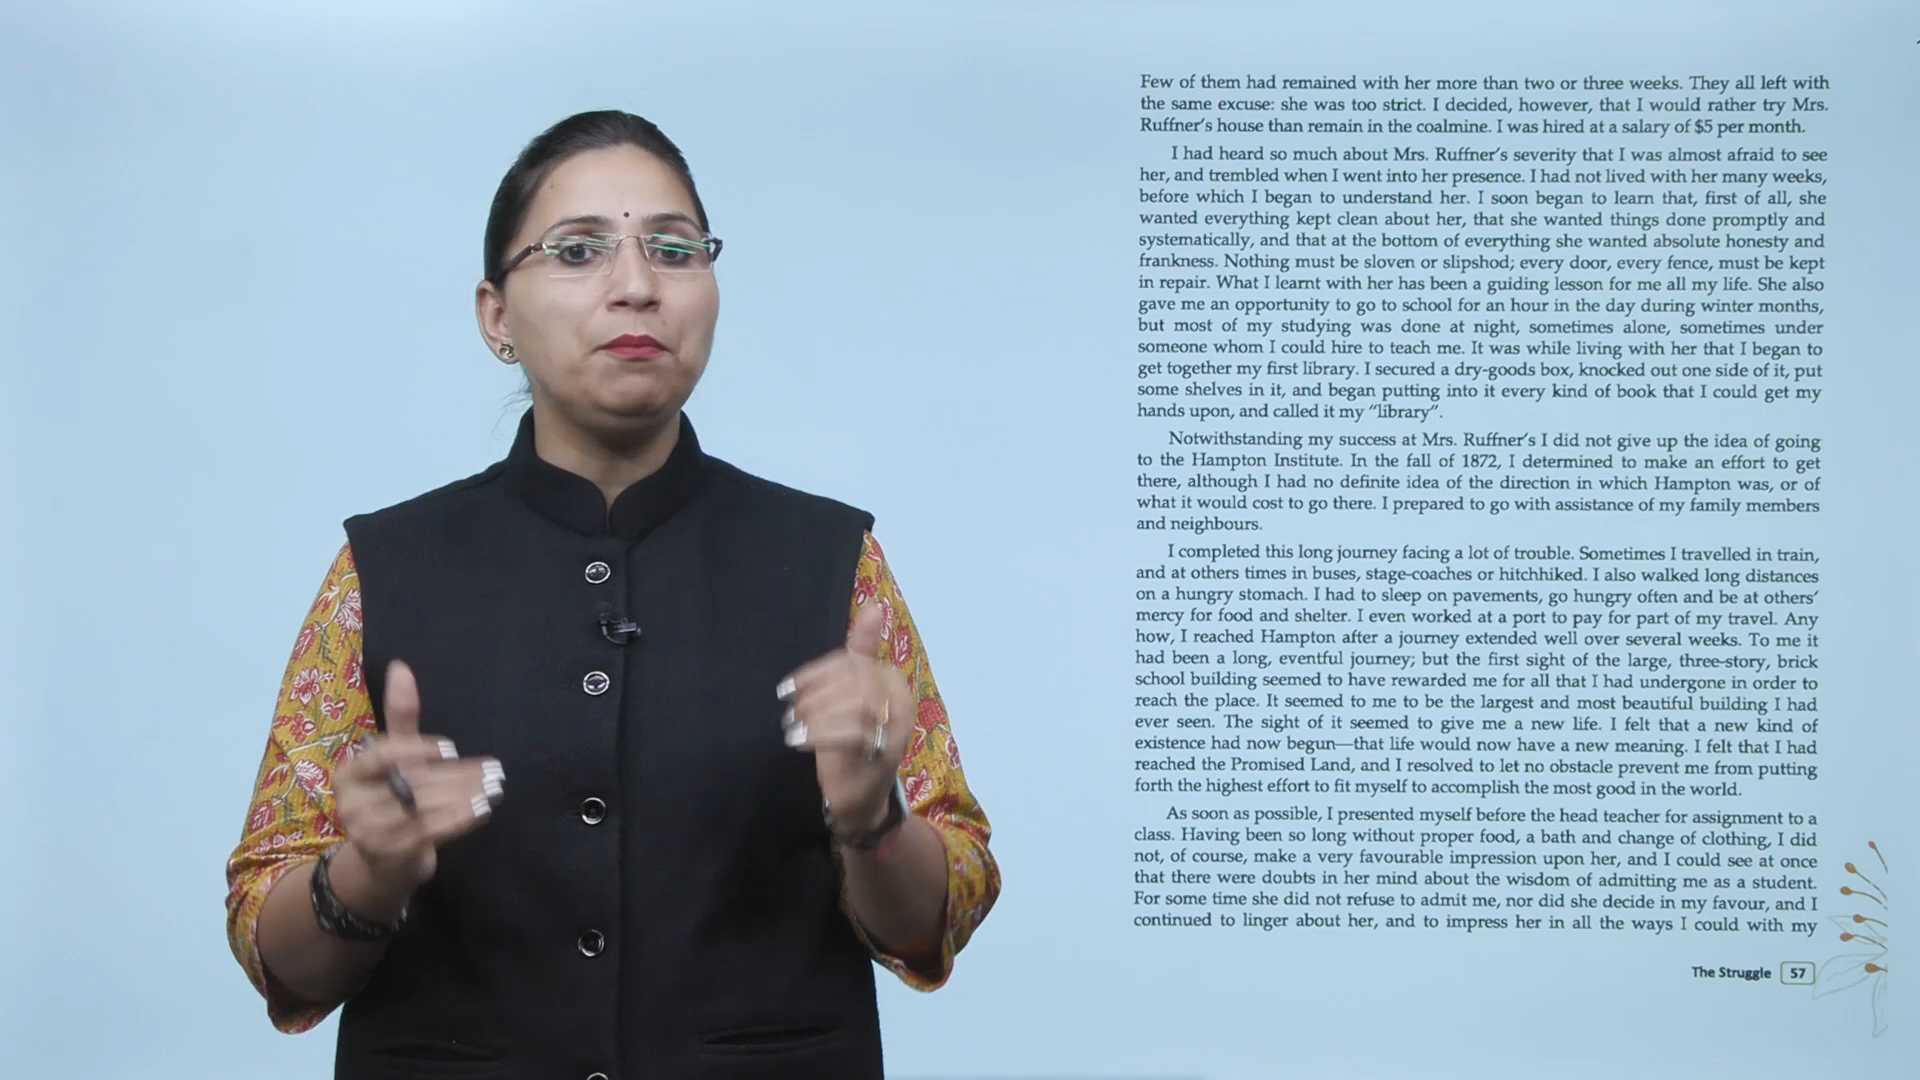 Few of them had remained with her more than two or three weeks. They all left with
the same excuse: she was too strict. I decided, however, that I would rather try Mrs.
Ruffner's house than remain in the coalmine. I was hired at a salary of $5 per month.
I had heard so much about Mrs. Ruffner's severity that I was almost afraid to see
her, and trembled when I went into her presence. I had not lived with her many weeks,
before which I began to understand her. I soon began to learn that, first of all, she
wanted everything kept clean about her, that she wanted things done promptly and
systematically, and that at the bottom of everything she wanted absolute honesty and
frankness. Nothing must be sloven or slipshod; every door, every fence, must be kept
in repair. What I learnt with her has been a guiding lesson for me all my life. She also
gave me an opportunity to go to school for an hour in the day during winter months,
but most of my studying was done at night, sometimes alone, sometimes under
someone whom I could hire to teach me. It was while living with her that I began to
get together my first library. I secured a dry-goods box, knocked out one side of it, put
some shelves in it, and began putting into it every kind of book that I could get my
hands upon, and called it my “library”.
Notwithstanding my success at Mrs. Ruffner's I did not give up the idea of going
to the Hampton Institute. In the fall of 1872, I determined to make an effort to get
there, although I had no definite idea of the direction in which Hampton was, or of
what it would cost to go there. I prepared to go with assistance of my family members
and neighbours.
I completed this long journey facing a lot of trouble. Sometimes I travelled in train,
and at others times in buses, stage-coaches or hitchhiked. I also walked long distances
on a hungry stomach. I had to sleep on pavements, go hungry often and be at others'
mercy for food and shelter. I even worked at a port to pay for part of my travel. Any
how, I reached Hampton after a journey extended well over several weeks. To me it
had been a long, eventful journey; but the first sight of the large, three-story, brick
school building seemed to have rewarded me for all that I had undergone in order to
reach the place. It seemed to me to be the largest and most beautiful building I had
ever seen. The sight of it seemed to give me a new life. I felt that a new kind of
existence had now begun—that life would now have a new meaning. I felt that I had
reached the Promised Land, and I resolved to let no obstacle prevent me from putting
forth the highest effort to fit myself to accomplish the most good in the world.
As soon as possible, I presented myself before the head teacher for assignment to a
class. Having been so long without proper food, a bath and change of clothing, I did
not, of course, make a very favourable impression upon her, and I could see at once
that there were doubts in her mind about the wisdom of admitting me as a student.
For some time she did not refuse to admit me, nor did she decide in my favour, and I
continued to linger about her, and to impress her in all the ways I could with my
The Struggle 57